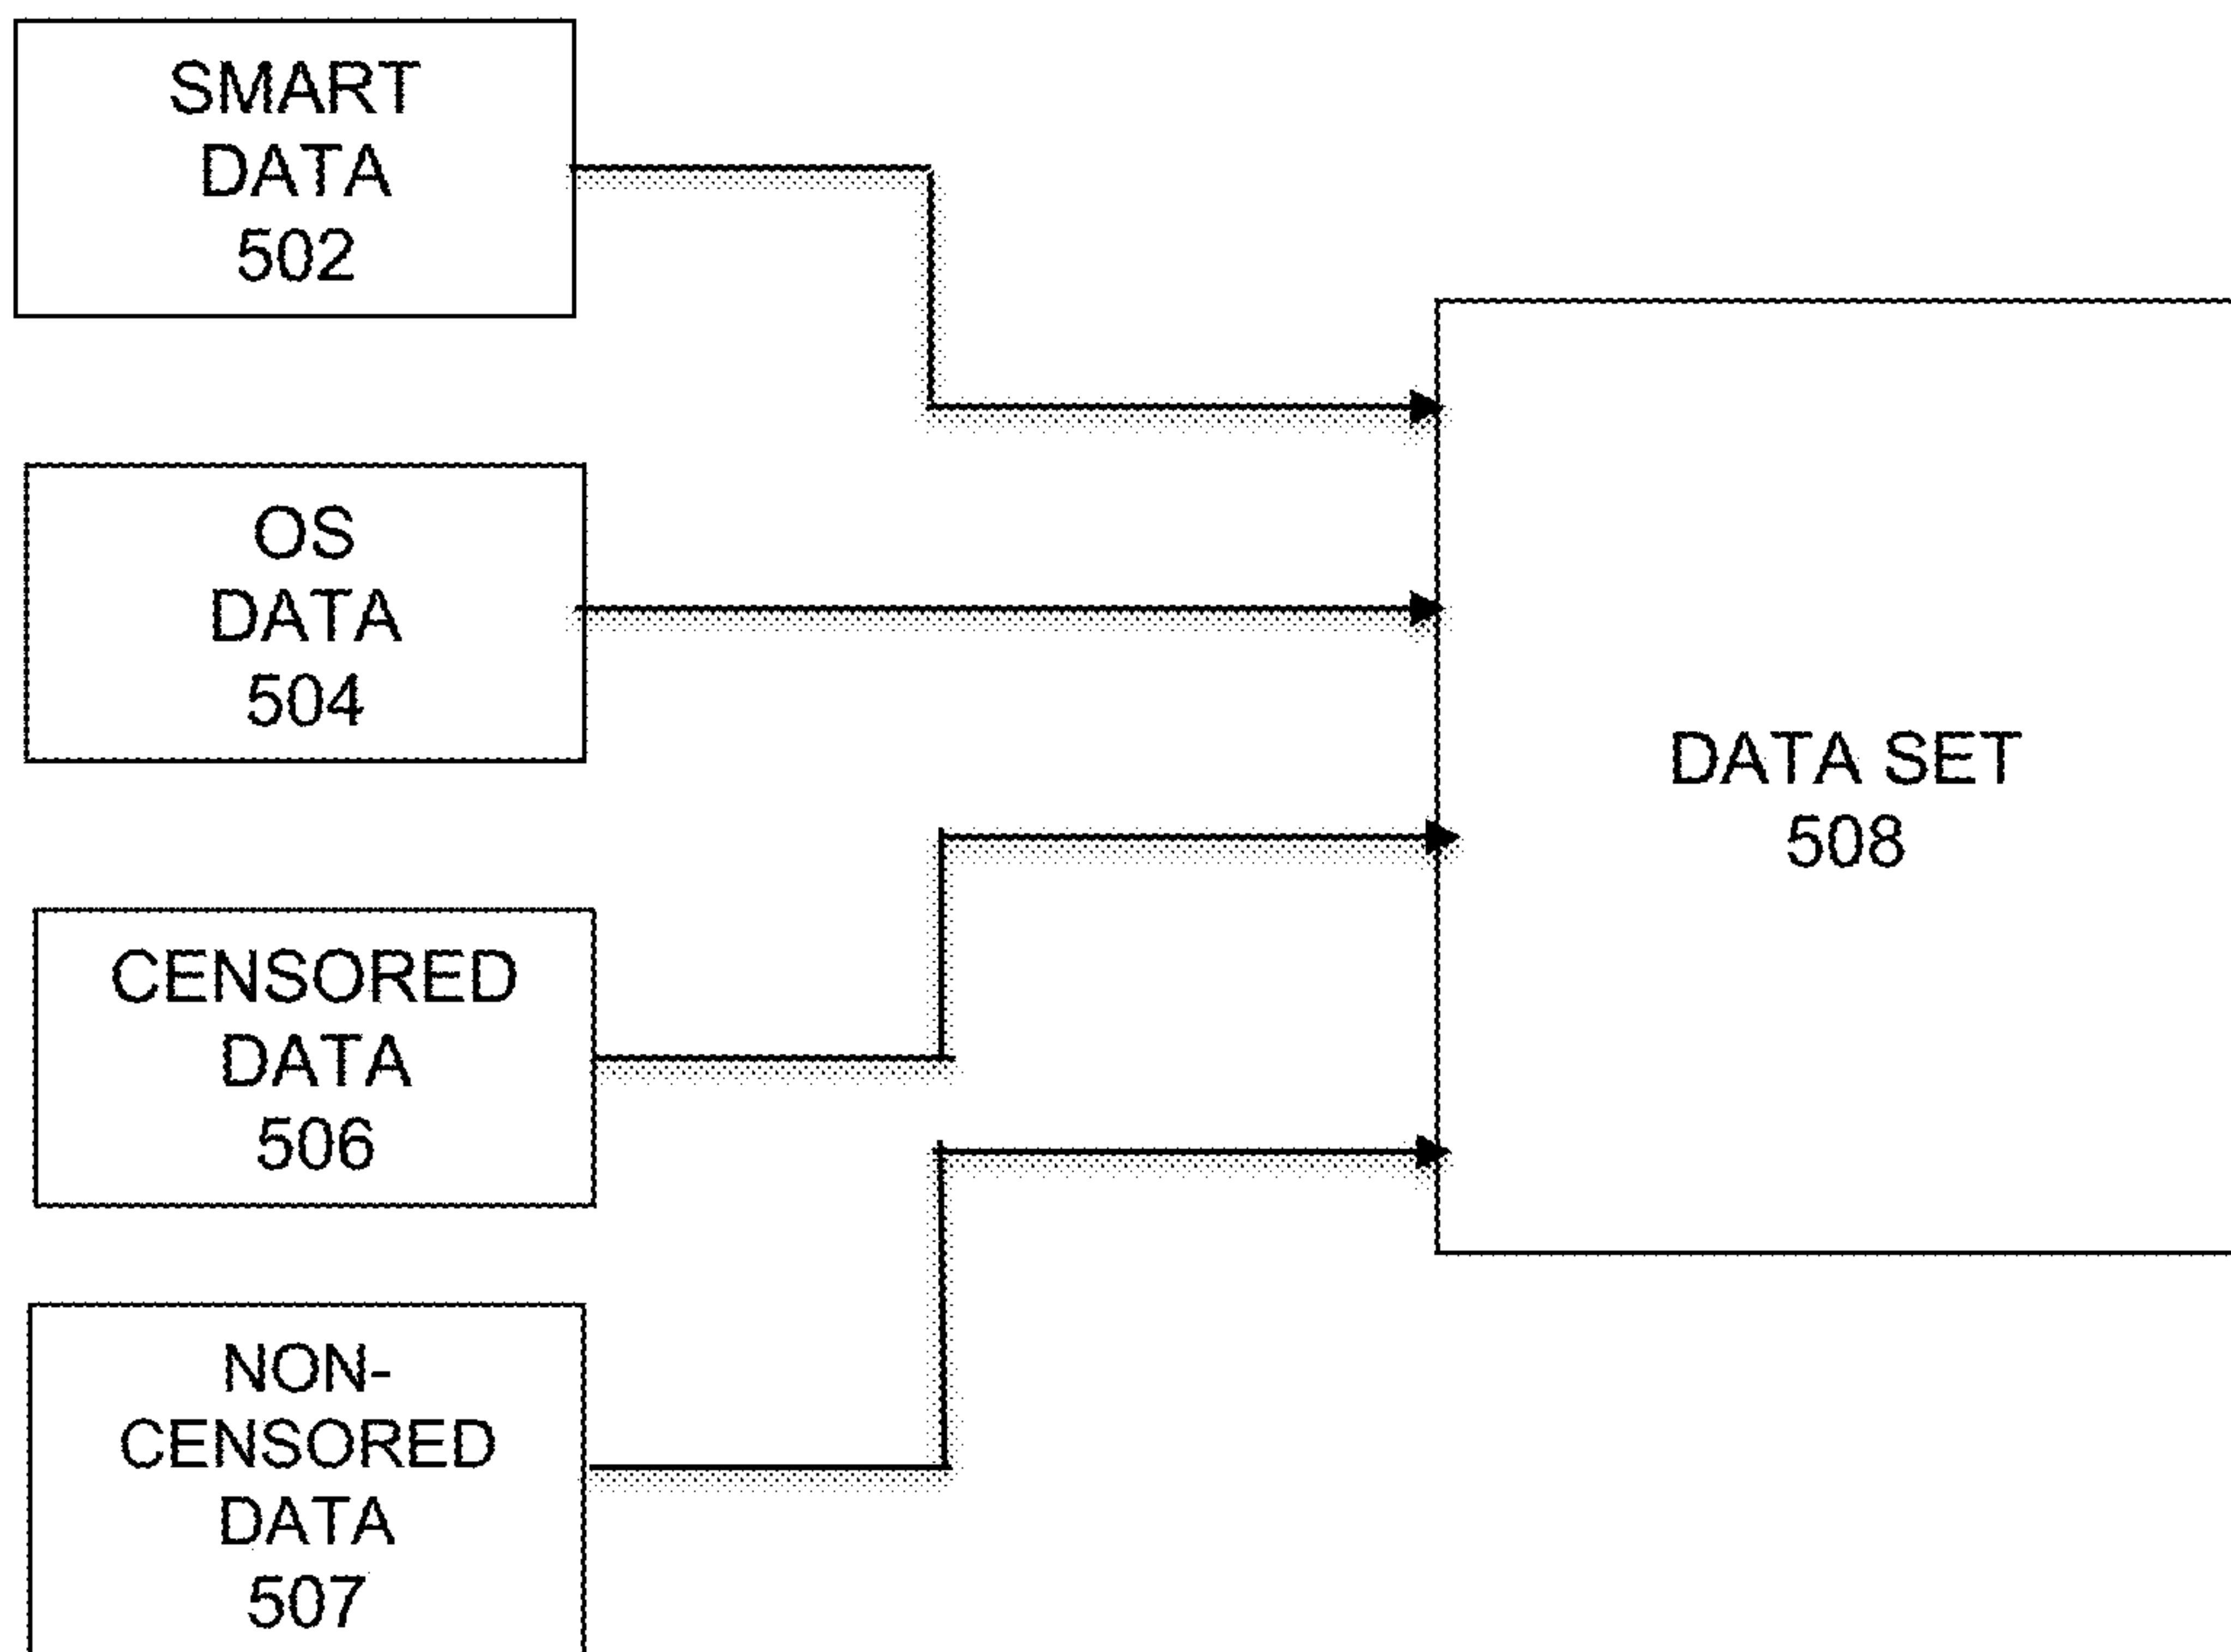 SMART
DATA
502
OS
DATA
504
CENSORED
DATA
506
NON-
CENSORED
DATA
507
DATA SET
508